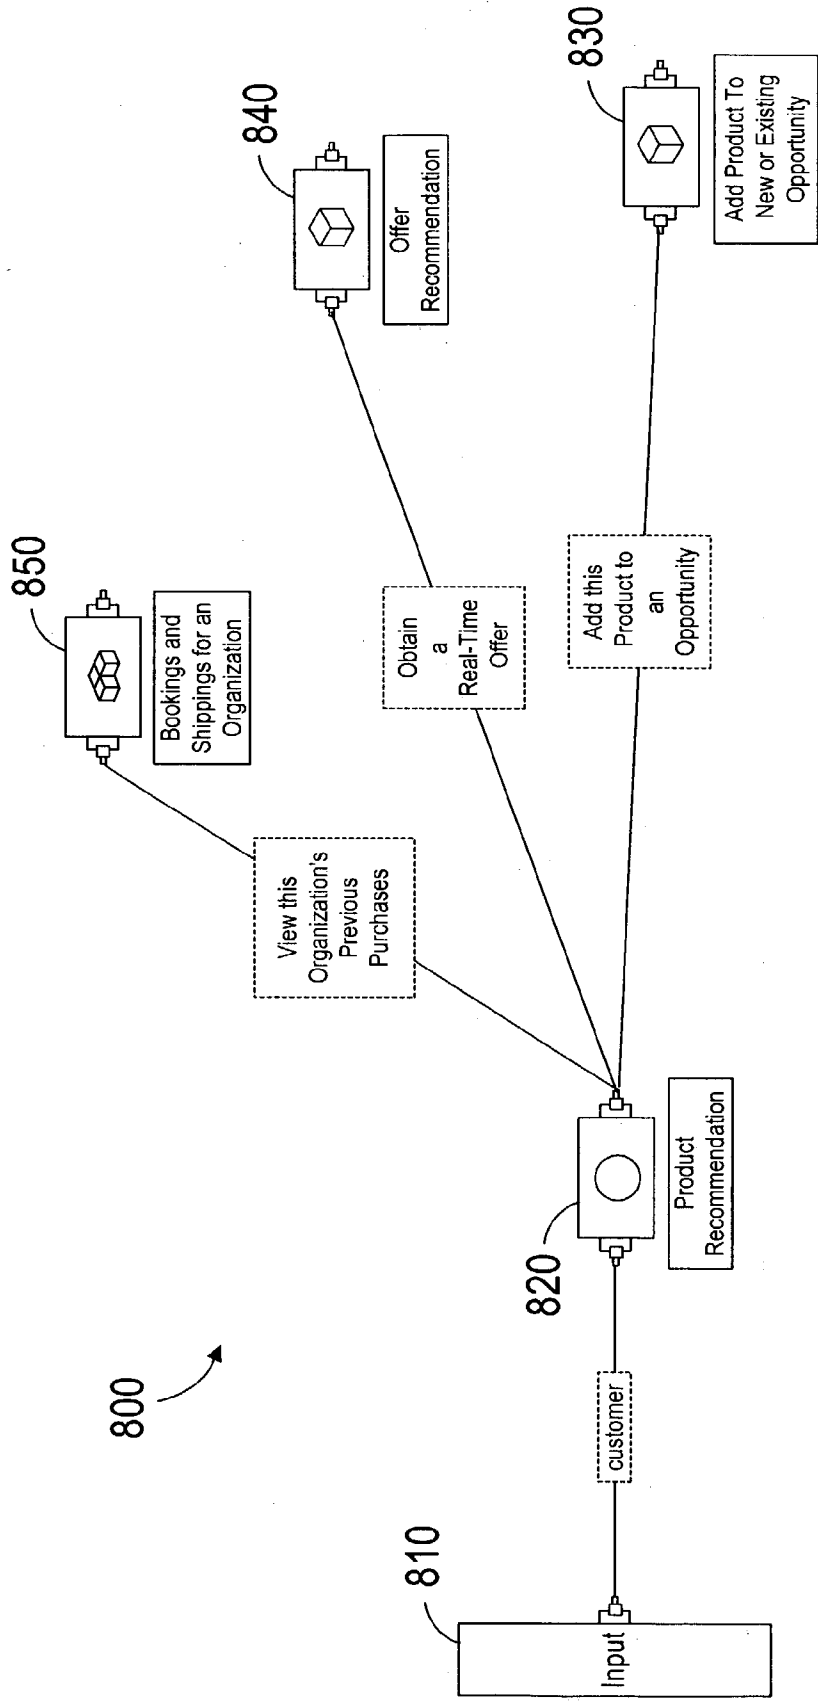 800
810
Input
customer
820
Product
Recommendation
View this
Organization's
Previous
Purchases
850
Bookings and
Shippings for an
Organization
Obtain
a
Real-Time
Offer
840
Offer
Recommendation
Add this
Product to
an
Opportunity
830
Add Product To
New or Existing
Opportunity